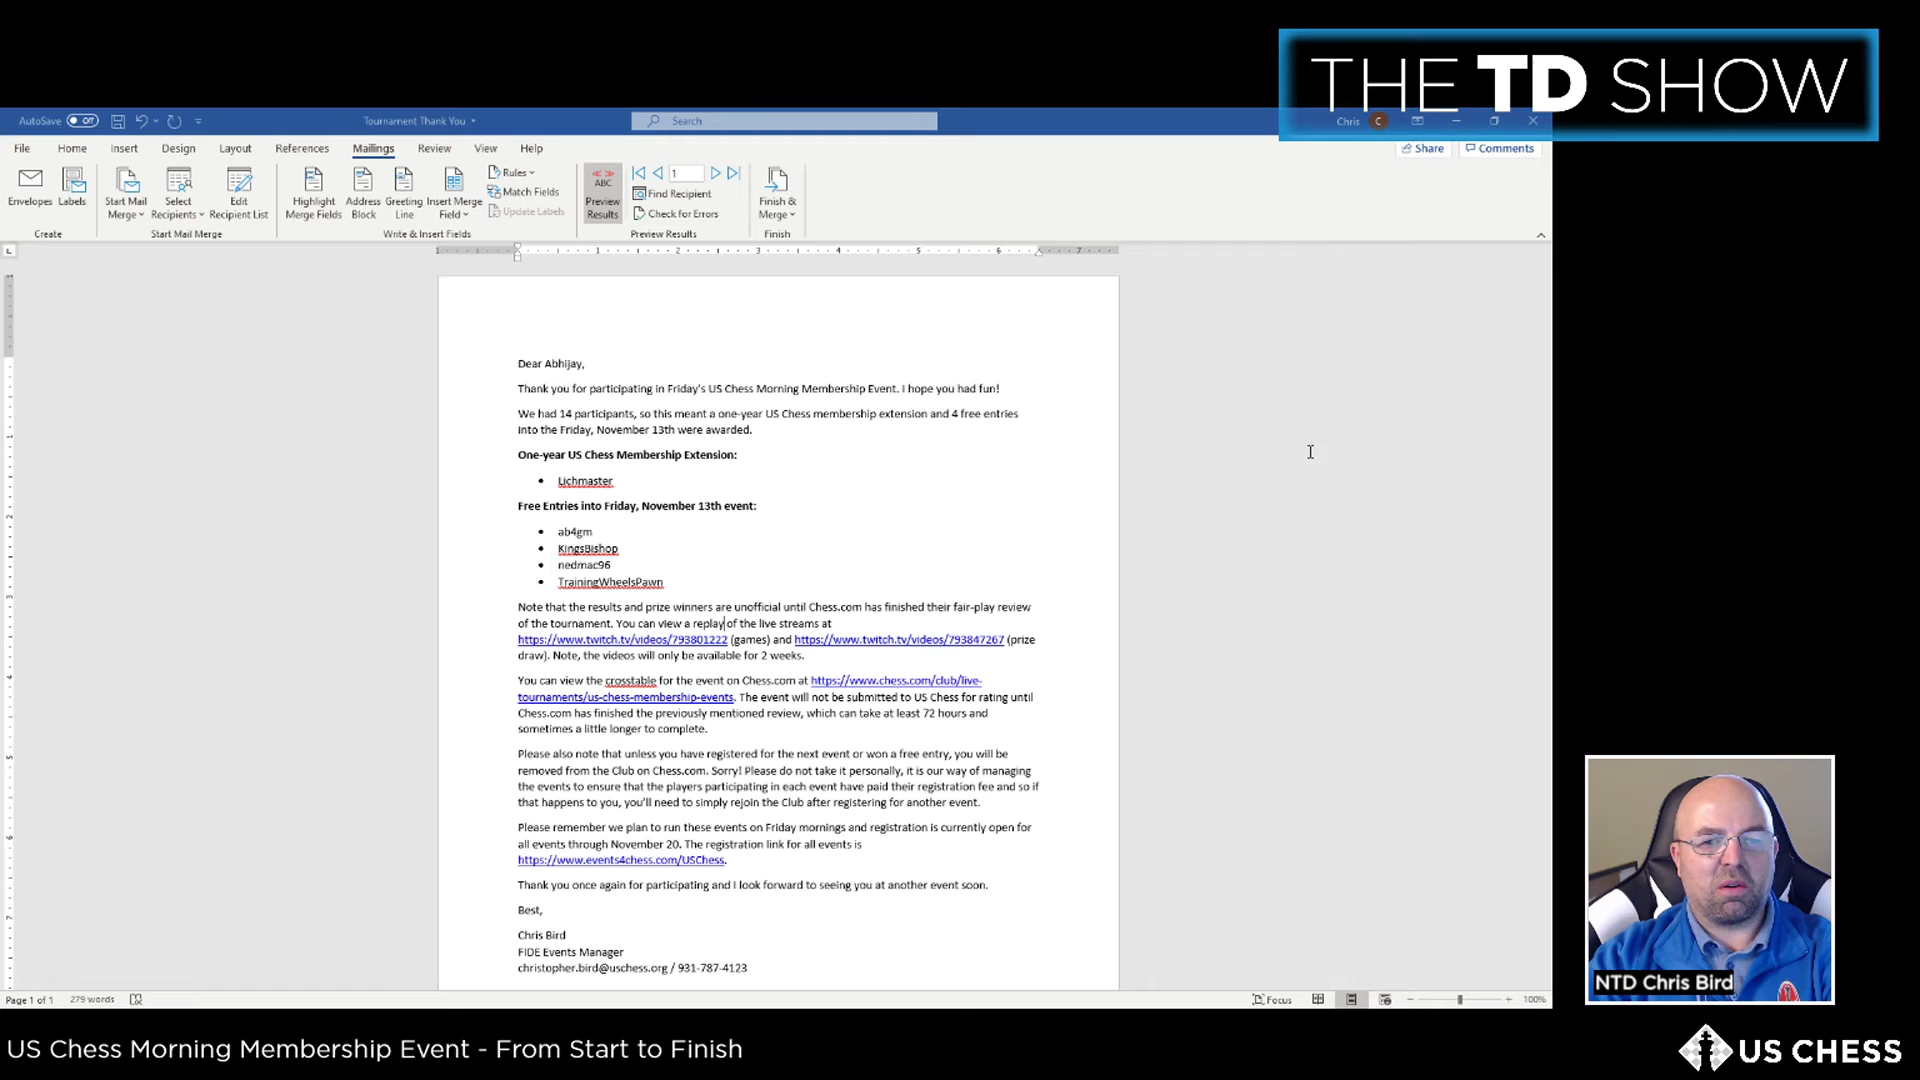 THE TD SHOW
AutoSave Off
Tournament Thank You
Search
Chris C
File Home Insert Design Layout References Mailings Review View Help
Share Comments
Envelopes Labels
Start Mail Merge Select Recipients Edit Recipient List
Highlight Merge Fields Address Block Greeting Line Insert Merge Field
Rules
Match Fields
Update Labels
ABC
Preview Results
1
Find Recipient
Check for Errors
Finish & Merge
Create Start Mail Merge Write & Insert Fields Preview Results Finish
1 1 2 3 4 5 6 7
Dear Abhijay,
Thank you for participating in Friday's US Chess Morning Membership Event. I hope you had fun!
We had 14 participants, so this meant a one-year US Chess membership extension and 4 free entries
into the Friday, November 13th were awarded.
One-year US Chess Membership Extension:
• Lichmaster
Free Entries into Friday, November 13th event:
• ab4gm
• KingsBishop
• nedmac96
• TrainingWheelsPawn
Note that the results and prize winners are unofficial until Chess.com has finished their fair-play review
of the tournament. You can view a replay of the live streams at
https://www.twitch.tv/videos/793801222 (games) and https://www.twitch.tv/videos/793847267 (prize
draw). Note, the videos will only be available for 2 weeks.
You can view the crosstable for the event on Chess.com at https://www.chess.com/club/live-
tournaments/us-chess-membership-events. The event will not be submitted to US Chess for rating until
Chess.com has finished the previously mentioned review, which can take at least 72 hours and
sometimes a little longer to complete.
Please also note that unless you have registered for the next event or won a free entry, you will be
removed from the Club on Chess.com. Sorry! Please do not take it personally, it is our way of managing
the events to ensure that the players participating in each event have paid their registration fee and so if
that happens to you, you'll need to simply rejoin the Club after registering for another event.
Please remember we plan to run these events on Friday mornings and registration is currently open for
all events through November 20. The registration link for all events is
https://www.events4chess.com/USChess.
Thank you once again for participating and I look forward to seeing you at another event soon.
Best,
Chris Bird
FIDE Events Manager
christopher.bird@uschess.org / 931-787-4123
NTD Chris Bird
Page 1 of 1 279 words
Focus
100%
US Chess Morning Membership Event - From Start to Finish
US CHESS